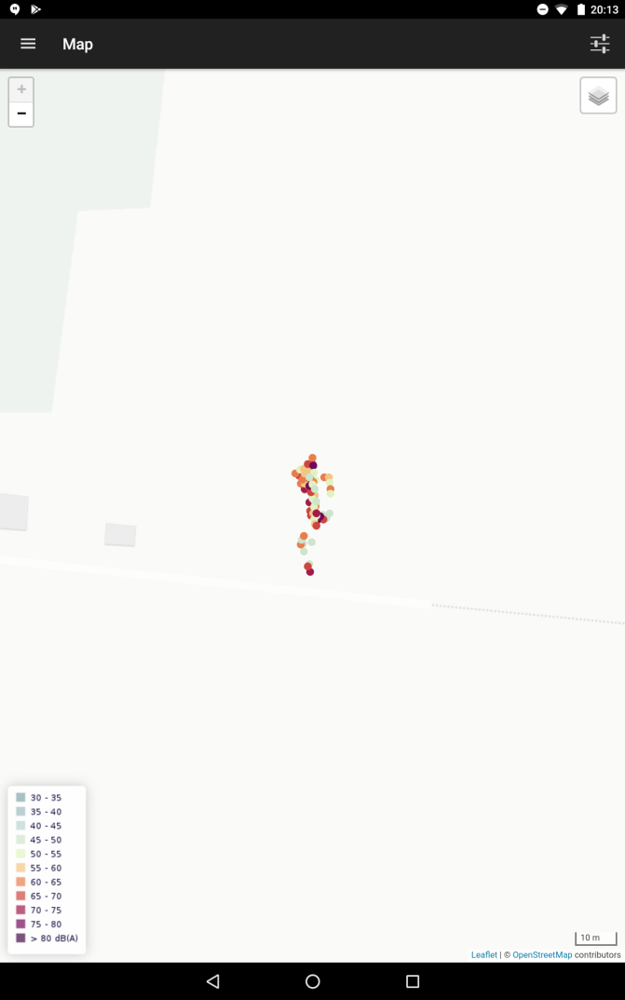 20:13
Map
+
−
30 - 35
35 - 40
40 - 45
45 - 50
50 - 55
55 - 60
60 - 65
65 - 70
70 - 75
75 - 80
> 80 dB(A)
10 m
Leaflet | © OpenStreetMap contributors